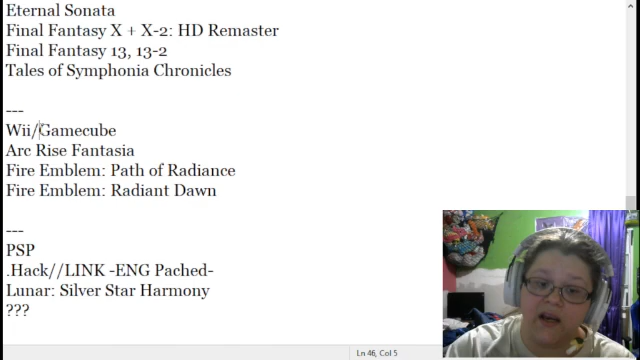 Eternal Sonata
Final Fantasy X + X-2: HD Remaster
Final Fantasy 13, 13-2
Tales of Symphonia Chronicles
---
Wii/Gamecube
Arc Rise Fantasia
Fire Emblem: Path of Radiance
Fire Emblem: Radiant Dawn
---
PSP
.Hack//LINK -ENG Pached-
Lunar: Silver Star Harmony
???
Ln 46, Col 5